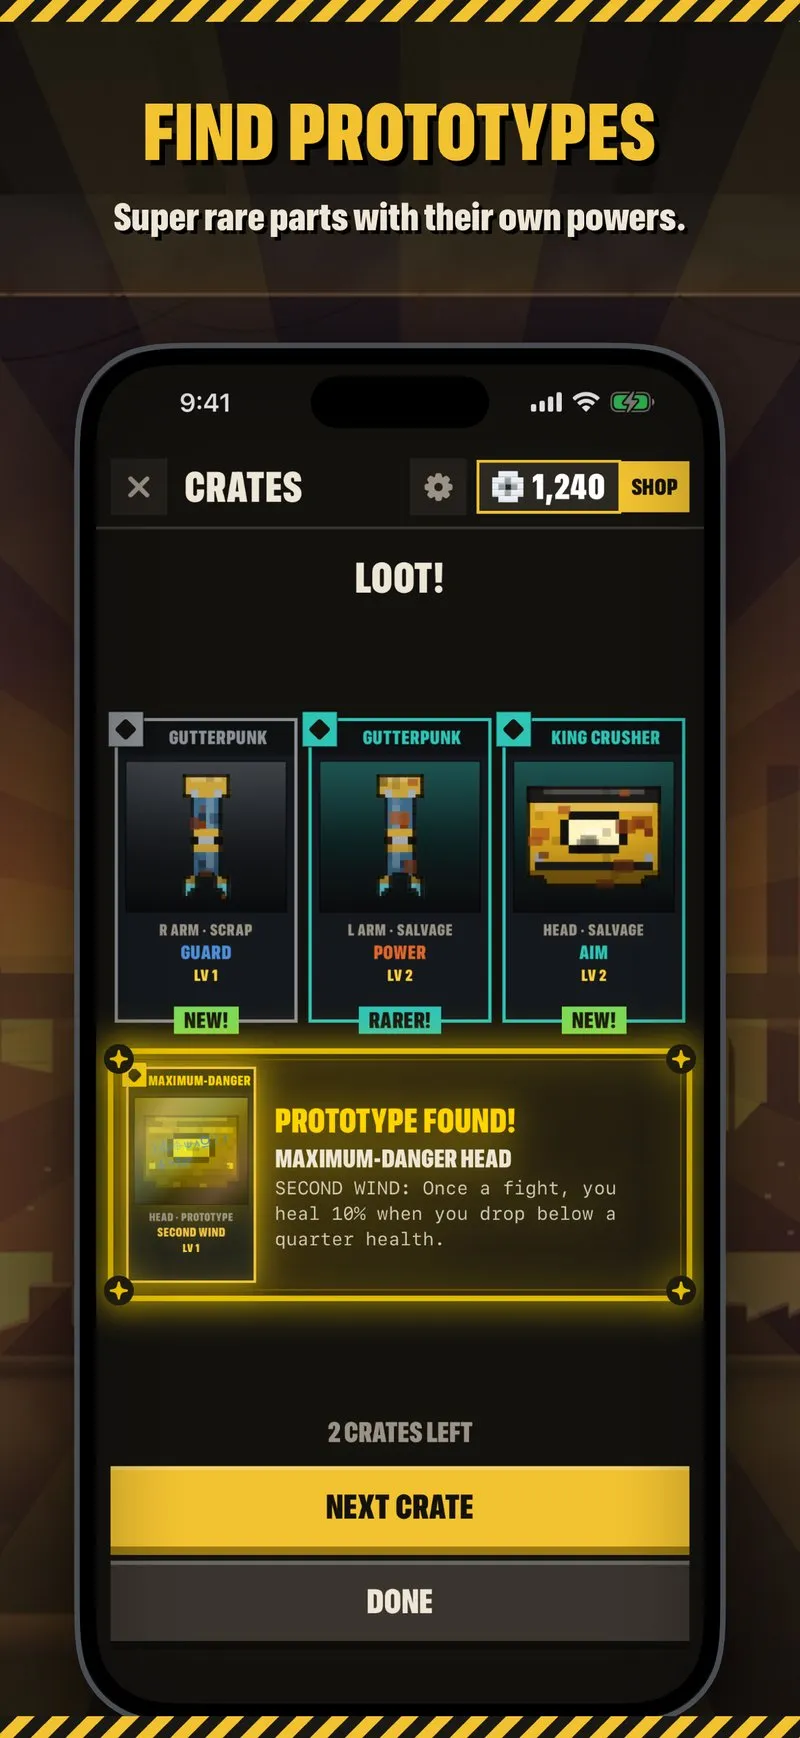 FIND PROTOTYPES
Super rare parts with their own powers.
9:41
CRATES
1,240
SHOP
LOOT!
GUTTERPUNK
R ARM · SCRAP
GUARD
LV 1
NEW!
GUTTERPUNK
L ARM · SALVAGE
POWER
LV 2
RARER!
KING CRUSHER
HEAD · SALVAGE
AIM
LV 2
NEW!
MAXIMUM-DANGER
HEAD · PROTOTYPE
SECOND WIND
LV 1
PROTOTYPE FOUND!
MAXIMUM-DANGER HEAD
SECOND WIND: Once a fight, you
heal 10% when you drop below a
quarter health.
2 CRATES LEFT
NEXT CRATE
DONE